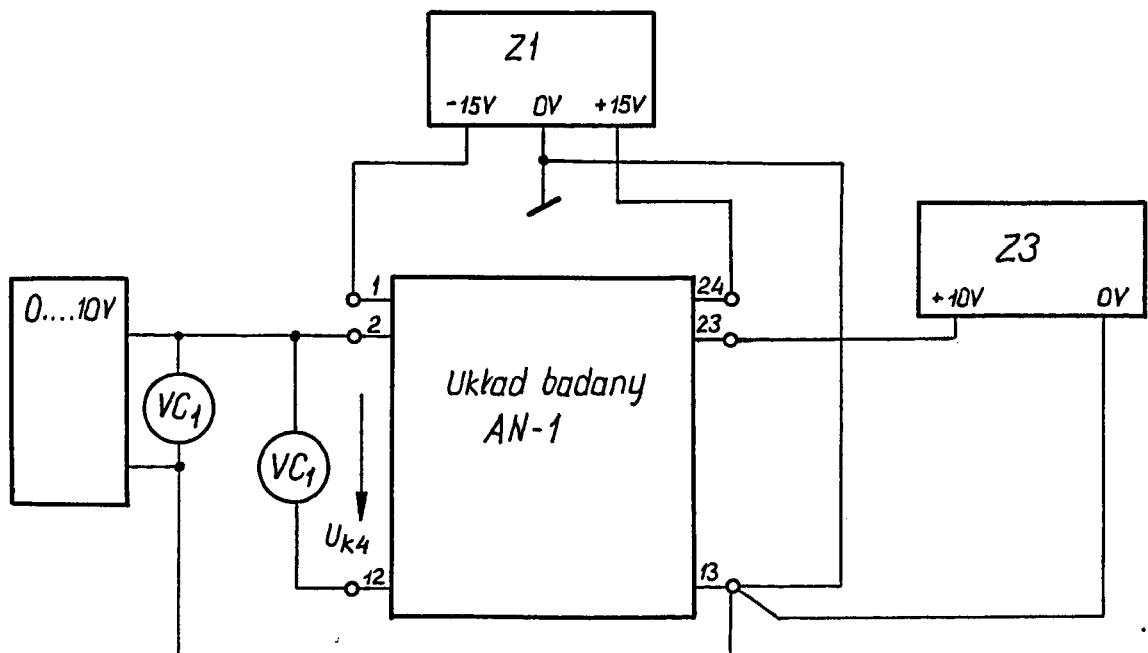 Z1
-15V 0V +15V
Z3
+10V 0V
0....10V
1
24
2
23
VC1
VC1
Układ badany
AN-1
Uk4
12
13